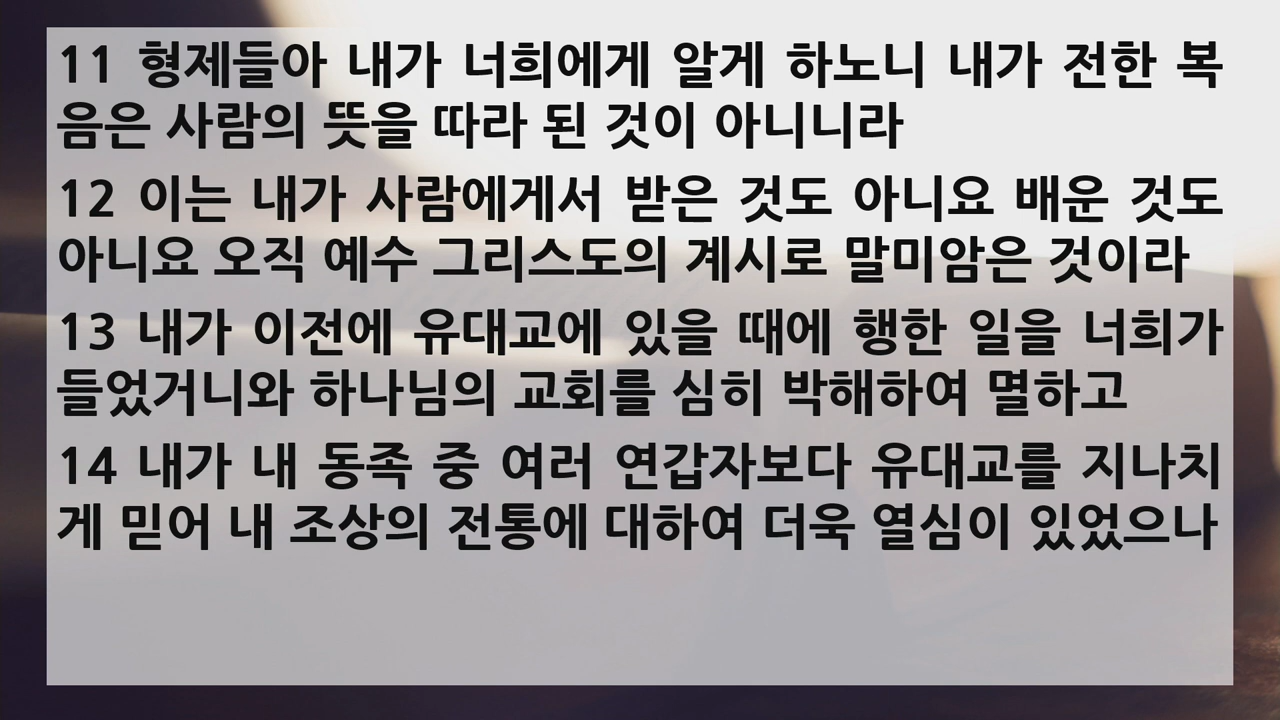 11 형제들아 내가 너희에게 알게 하노니 내가 전한 복
음은 사람의 뜻을 따라 된 것이 아니니라
12 이는 내가 사람에게서 받은 것도 아니요 배운 것도
아니요 오직 예수 그리스도의 계시로 말미암은 것이라
13 내가 이전에 유대교에 있을 때에 행한 일을 너희가
들었거니와 하나님의 교회를 심히 박해하여 멸하고
14 내가 내 동족 중 여러 연갑자보다 유대교를 지나치
게 믿어 내 조상의 전통에 대하여 더욱 열심이 있었으나